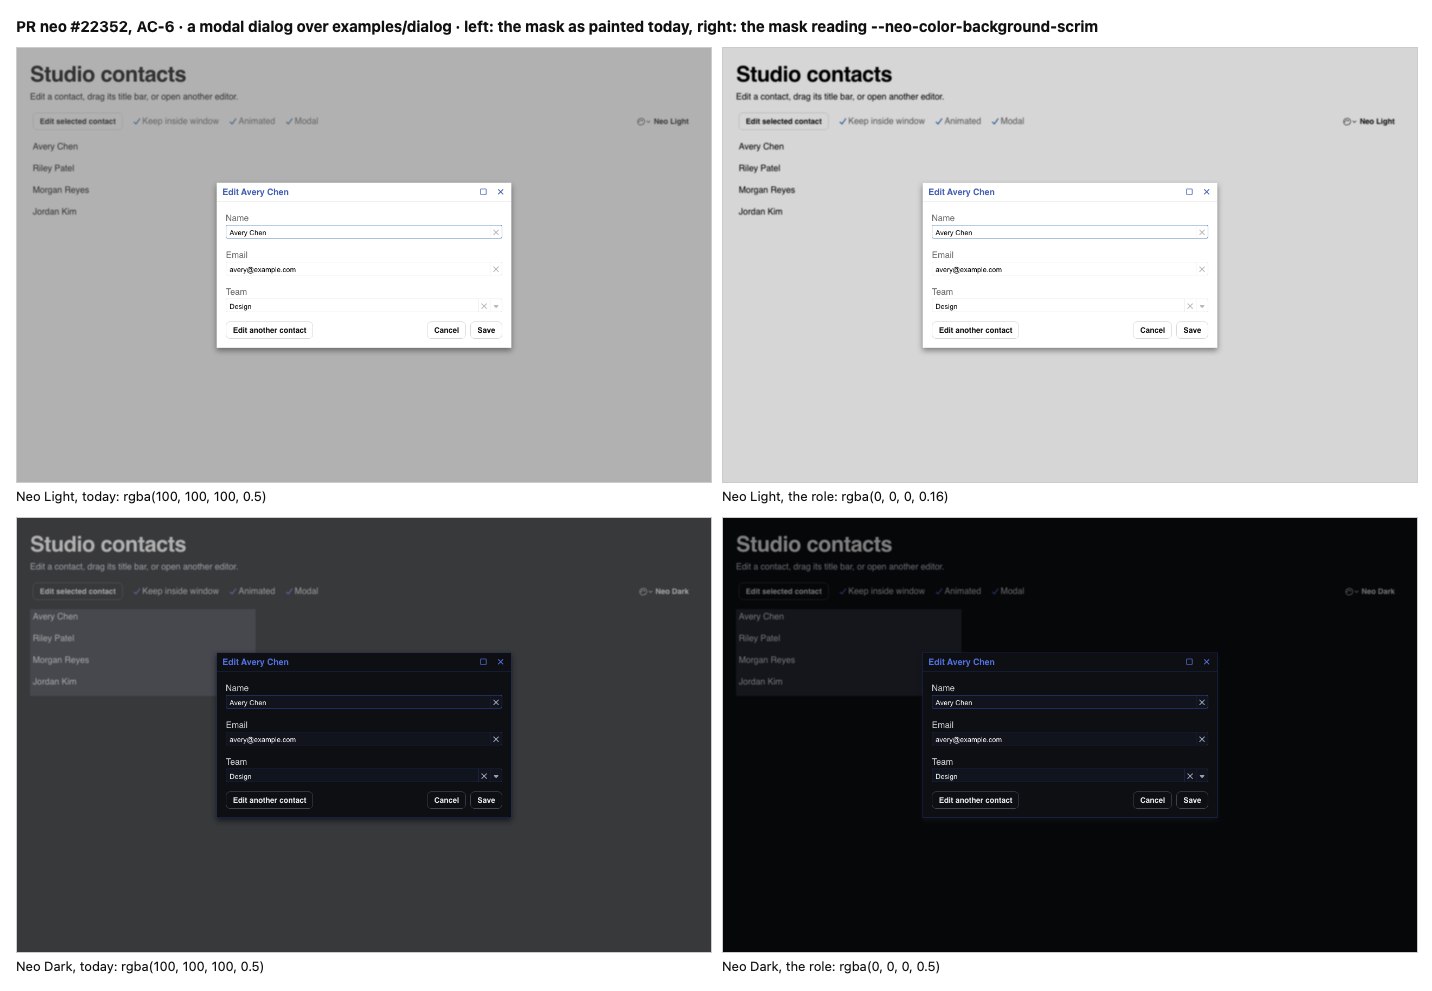 PR neo #22352, AC-6 · a modal dialog over examples/dialog · left: the mask as painted today, right: the mask reading --neo-color-background-scrim
Studio contacts
Edit a contact, drag its title bar, or open another editor.
Edit selected contact Keep inside window Animated Modal Neo Light
Avery Chen
Riley Patel
Morgan Reyes
Jordan Kim
Edit Avery Chen
Name
Avery Chen
Email
avery@example.com
Team
Design
Edit another contact Cancel Save
Neo Light, today: rgba(100, 100, 100, 0.5)
Studio contacts
Edit a contact, drag its title bar, or open another editor.
Edit selected contact Keep inside window Animated Modal Neo Light
Avery Chen
Riley Patel
Morgan Reyes
Jordan Kim
Edit Avery Chen
Name
Avery Chen
Email
avery@example.com
Team
Design
Edit another contact Cancel Save
Neo Light, the role: rgba(0, 0, 0, 0.16)
Studio contacts
Edit a contact, drag its title bar, or open another editor.
Edit selected contact Keep inside window Animated Modal Neo Dark
Avery Chen
Riley Patel
Morgan Reyes
Jordan Kim
Edit Avery Chen
Name
Avery Chen
Email
avery@example.com
Team
Design
Edit another contact Cancel Save
Neo Dark, today: rgba(100, 100, 100, 0.5)
Studio contacts
Edit a contact, drag its title bar, or open another editor.
Edit selected contact Keep inside window Animated Modal Neo Dark
Avery Chen
Riley Patel
Morgan Reyes
Jordan Kim
Edit Avery Chen
Name
Avery Chen
Email
avery@example.com
Team
Design
Edit another contact Cancel Save
Neo Dark, the role: rgba(0, 0, 0, 0.5)